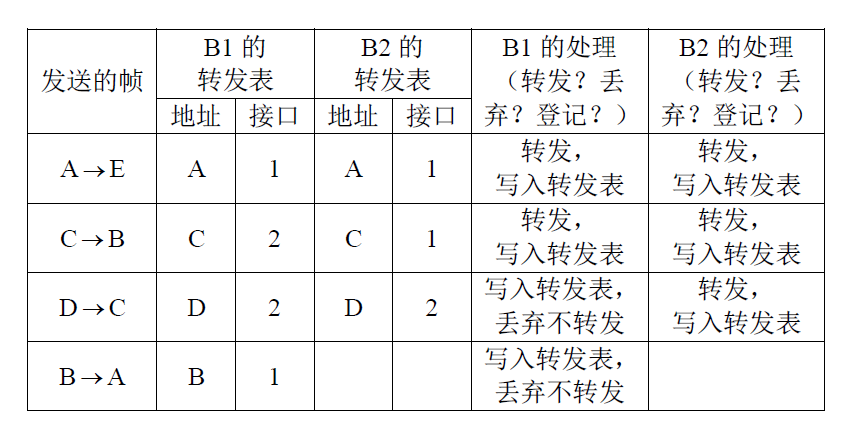 发送的帧
B1 的
转发表
B2 的
转发表
B1 的处理
（转发？丢
弃？登记？）
B2 的处理
（转发？丢
弃？登记？）
地址 接口 地址 接口
A→E A 1 A 1 转发，
写入转发表 转发，
写入转发表
C→B C 2 C 1 转发，
写入转发表 转发，
写入转发表
D→C D 2 D 2 写入转发表，
丢弃不转发 转发，
写入转发表
B→A B 1 写入转发表，
丢弃不转发